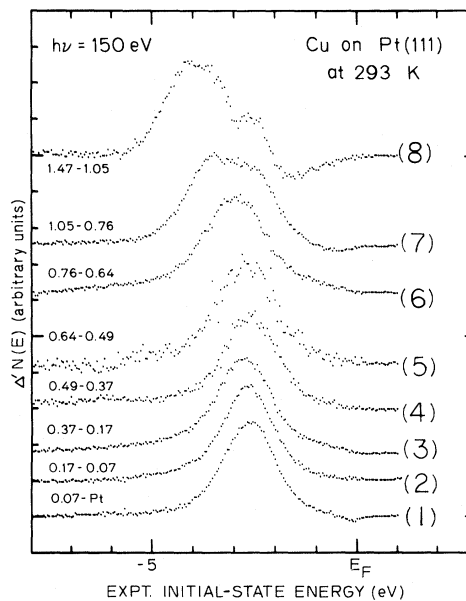 hν = 150 eV
Cu on Pt(111)
at 293 K
(8)
1.47-1.05
(7)
1.05-0.76
(6)
0.76-0.64
(5)
0.64-0.49
(4)
0.49-0.37
(3)
0.37-0.17
(2)
0.17-0.07
(1)
0.07-Pt
Δ'N(E) (arbitrary units)
-5
E_F
EXPT. INITIAL-STATE ENERGY (eV)